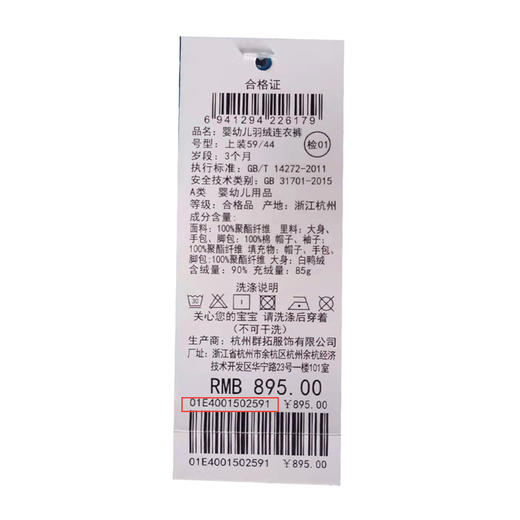 合格证
6 941294 226179
品名: 婴幼儿羽绒连衣裤
号型: 上装59/44
检01
岁段: 3个月
执行标准: GB/T 14272-2011
安全技术类别: GB 31701-2015
A类 婴幼儿用品
等级: 合格品 产地: 浙江杭州
成分含量:
面料: 100%聚酯纤维 里料: 大身、
手包、脚包: 100%棉 帽子、袖子:
100%聚酯纤维 填充物: 帽子、手包、
脚包:100%聚酯纤维 大身: 白鸭绒
含绒量: 90% 充绒量: 85g
洗涤说明
关心您的宝宝 请洗涤后穿着
(不可干洗)
生产商: 杭州群拓服饰有限公司
厂址: 浙江省杭州市余杭区杭州余杭经济
技术开发区华宁路23号一楼101室
RMB 895.00
01E4001502591 ¥895.00
01E4001502591 ¥895.00